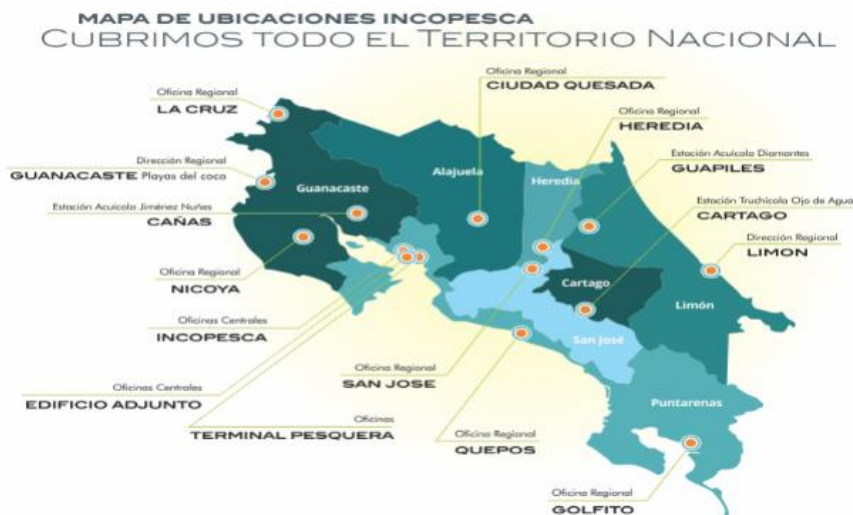 MAPA DE UBICACIONES INCOPESCA
CUBRIMOS TODO EL TERRITORIO NACIONAL
Oficina Regional
LA CRUZ
Dirección Regional
GUANACASTE Playas del coco
Estación Acuícola Jiménez Nuñes
CAÑAS
Oficina Regional
NICOYA
Oficinas Centrales
INCOPESCA
Oficinas Centrales
EDIFICIO ADJUNTO
Oficinas
TERMINAL PESQUERA
Oficina Regional
CIUDAD QUESADA
Oficina Regional
HEREDIA
Estación Acuícola Diamantes
GUAPILES
Estación Truchícola Ojo de Agua
CARTAGO
Dirección Regional
LIMON
Oficina Regional
SAN JOSE
Oficina Regional
QUEPOS
Oficina Regional
GOLFITO
Guanacaste
Alajuela
Heredia
Cartago
Limón
San José
Puntarenas